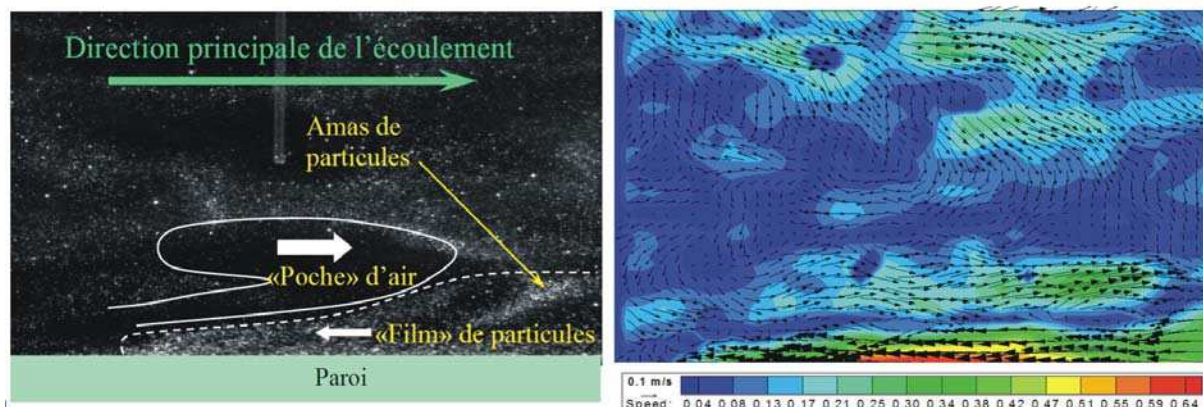 Direction principale de l'écoulement
Amas de
particules
«Poche» d'air
«Film» de particules
Paroi
0.1 m/s
Speed: 0.04 0.08 0.13 0.17 0.21 0.25 0.30 0.34 0.38 0.42 0.47 0.51 0.55 0.59 0.64